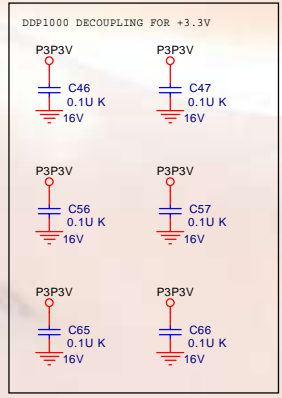 DDP1000 DECOUPLING FOR +3.3V
P3P3V P3P3V
C46 C47
0.1U K 0.1U K
16V 16V
P3P3V P3P3V
C56 C57
0.1U K 0.1U K
16V 16V
P3P3V P3P3V
C65 C66
0.1U K 0.1U K
16V 16V